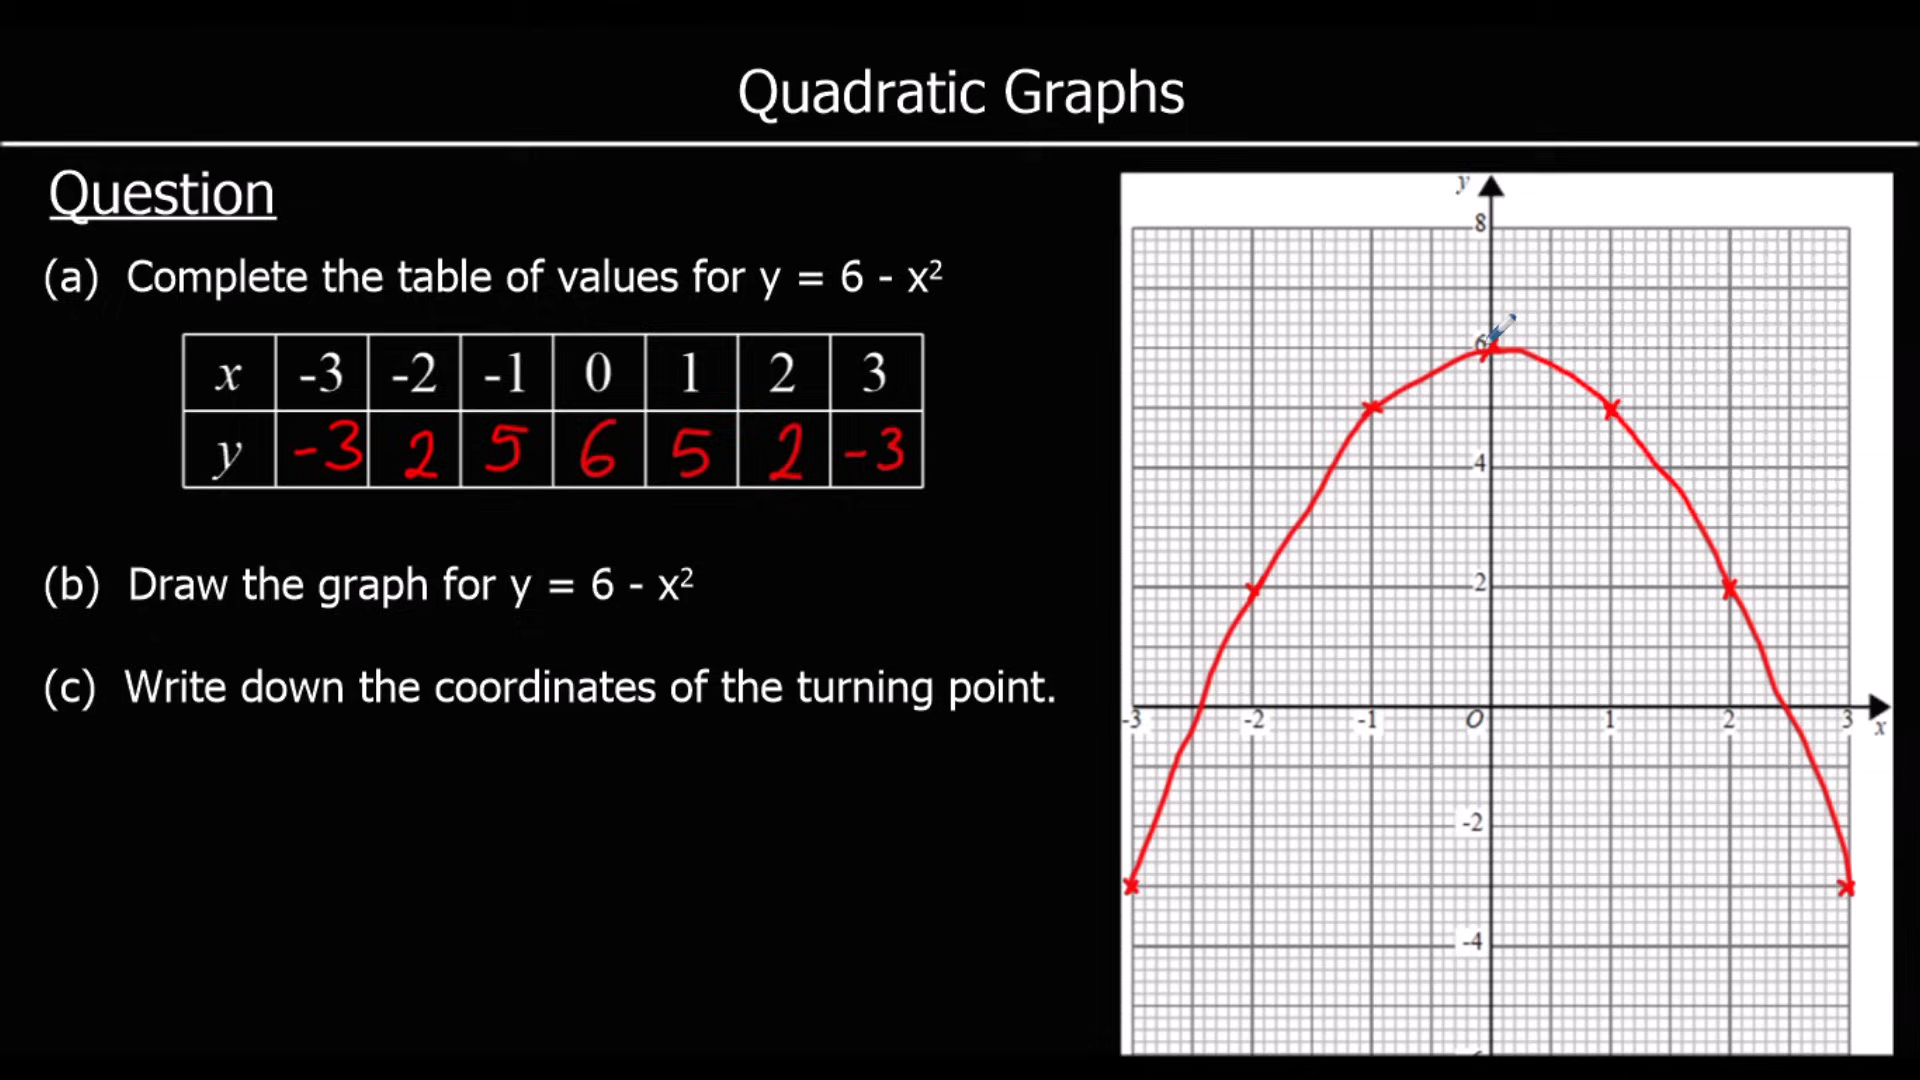 Quadratic Graphs
Question
(a) Complete the table of values for y = 6 - x²
x -3 -2 -1 0 1 2 3
y -3 2 5 6 5 2 -3
(b) Draw the graph for y = 6 - x²
(c) Write down the coordinates of the turning point.
y
8
6
4
2
-3 -2 -1 O 1 2 3 x
-2
-4